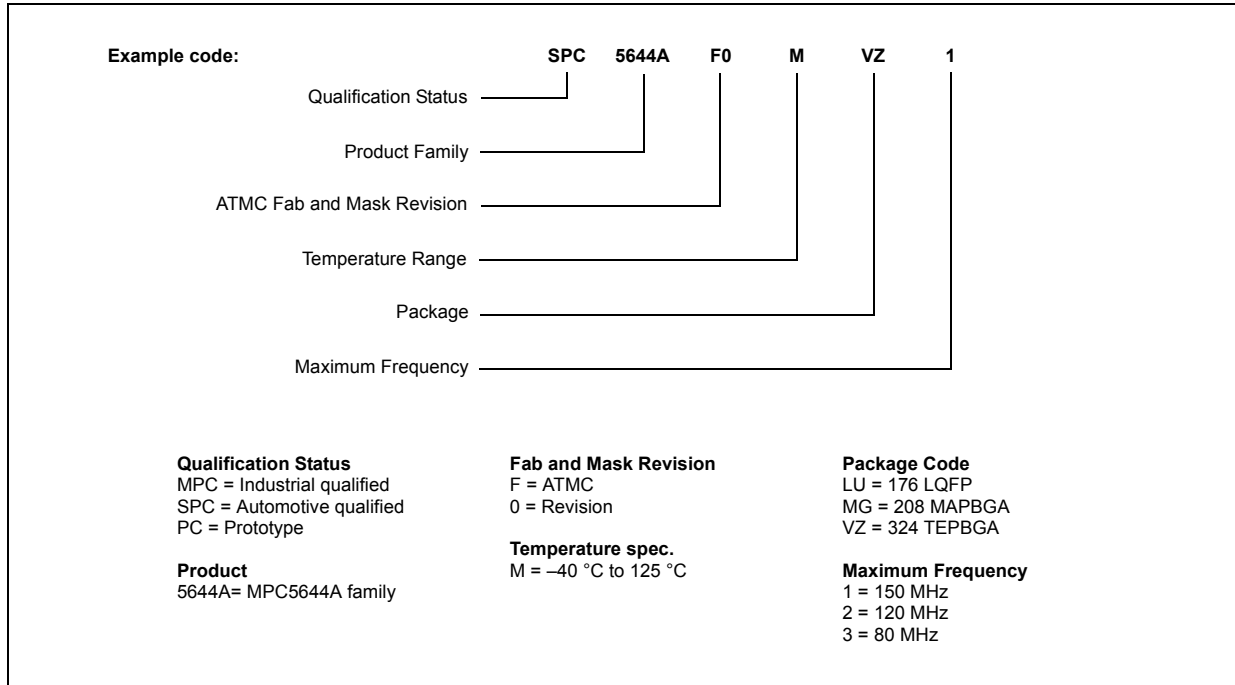 Example code: SPC 5644A F0 M VZ 1
Qualification Status
Product Family
ATMC Fab and Mask Revision
Temperature Range
Package
Maximum Frequency
Qualification Status
MPC = Industrial qualified
SPC = Automotive qualified
PC = Prototype
Product
5644A= MPC5644A family
Fab and Mask Revision
F = ATMC
0 = Revision
Temperature spec.
M = –40 °C to 125 °C
Package Code
LU = 176 LQFP
MG = 208 MAPBGA
VZ = 324 TEPBGA
Maximum Frequency
1 = 150 MHz
2 = 120 MHz
3 = 80 MHz